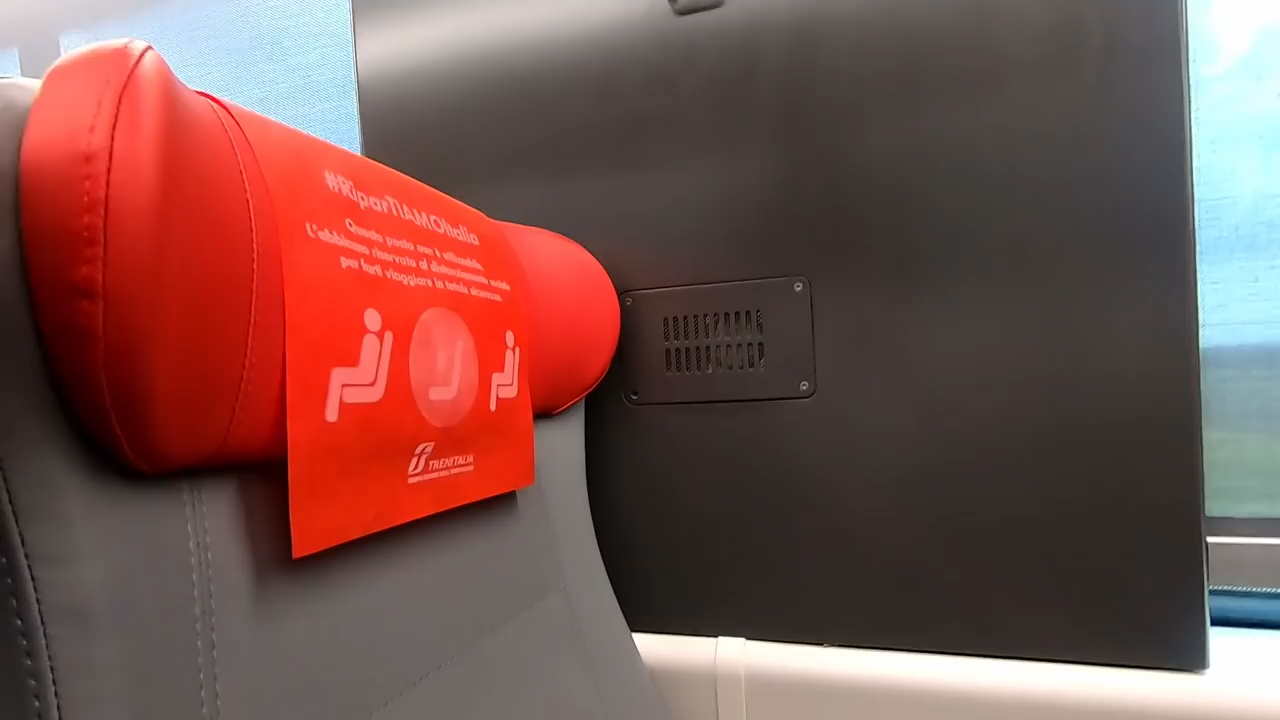 #RiparTIAMOitalia
Questo posto non è utilizzabile.
L'abbiamo riservato al distanziamento sociale
per farti viaggiare in totale sicurezza.
TRENITALIA